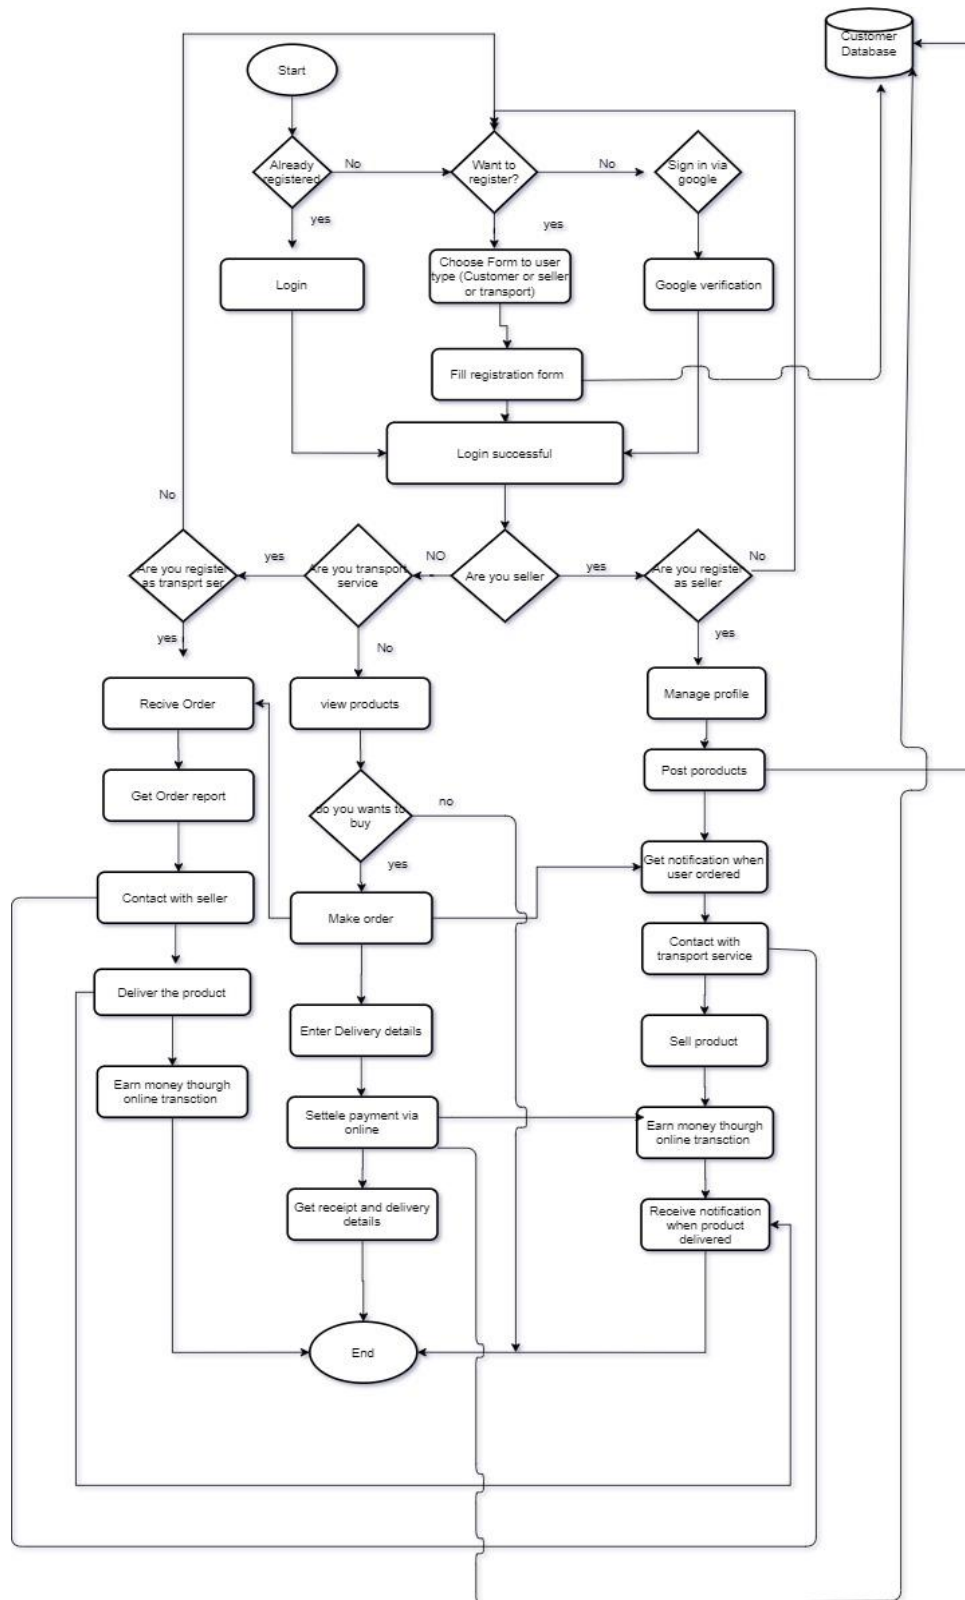 Customer
Database
Start
Already
registered
No
Want to
register?
No
Sign in via
google
yes
yes
Login
Choose Form to user
type (Customer or seller
or transport)
Google verification
Fill registration form
Login successful
No
Are you register
as transprt ser
yes
Are you transport
service
NO
Are you seller
yes
Are you register
as seller
No
yes
No
yes
Recive Order
view products
Manage profile
Get Order report
Post poroducts
do you wants to
buy
no
yes
Contact with seller
Make order
Get notification when
user ordered
Contact with
transport service
Deliver the product
Enter Delivery details
Sell product
Earn money thourgh
online transction
Settele payment via
online
Earn money thourgh
online transction
Get receipt and delivery
details
Receive notification
when product
delivered
End